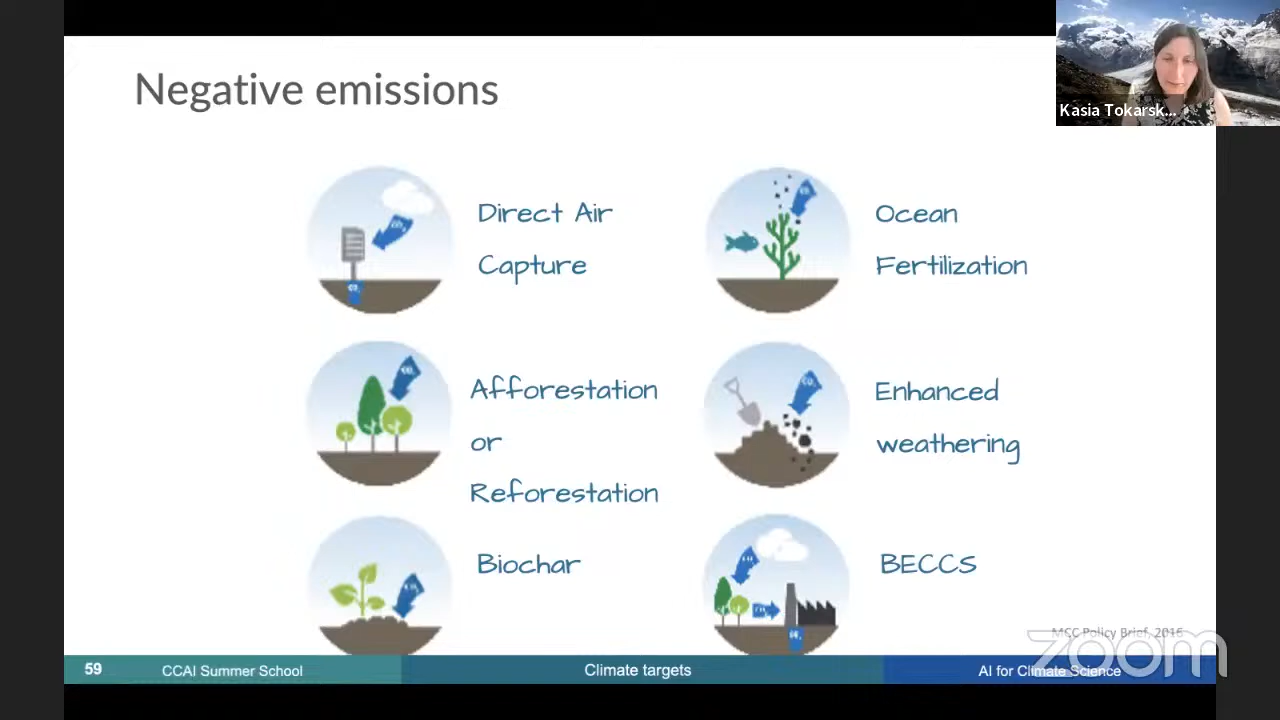 Negative emissions
Kasia Tokarsk...
Direct Air
Capture
Ocean
Fertilization
Afforestation
or
Reforestation
Enhanced
weathering
Biochar
BECCS
MCC Policy Brief, 2016
zoom
59
CCAI Summer School
Climate targets
AI for Climate Science